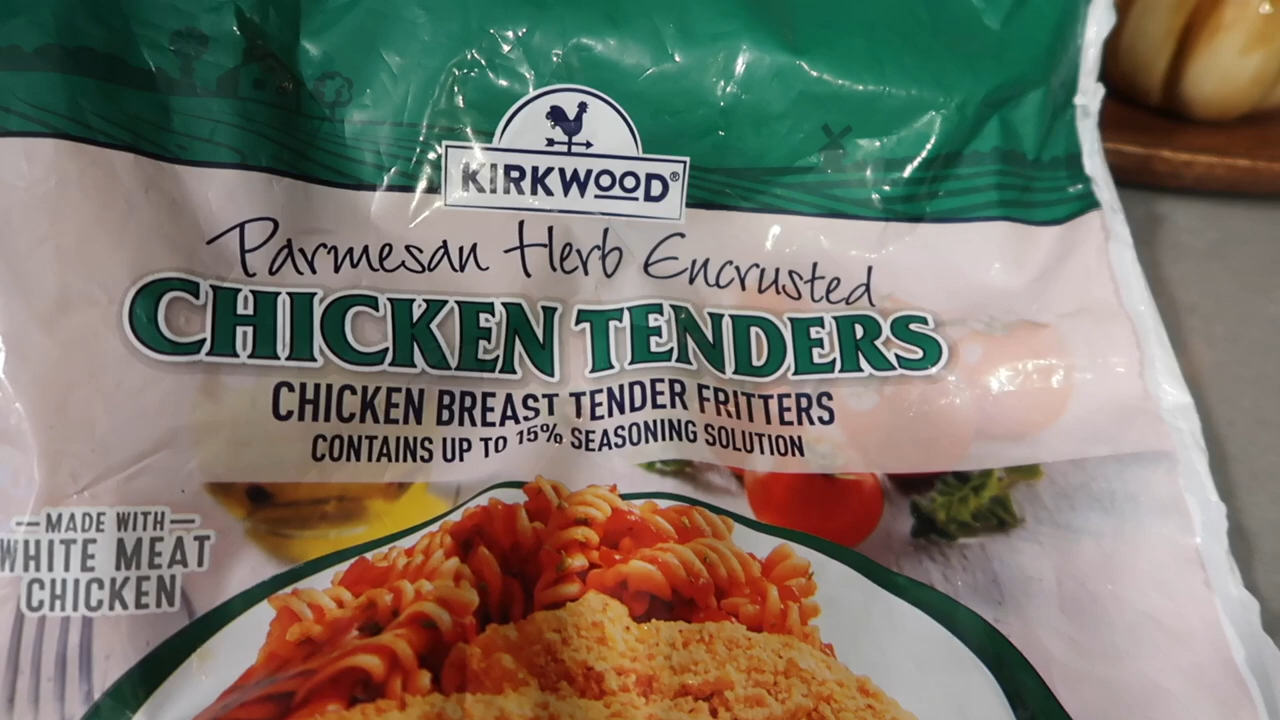 KIRKWOOD®
Parmesan Herb Encrusted
CHICKEN TENDERS
CHICKEN BREAST TENDER FRITTERS
CONTAINS UP TO 15% SEASONING SOLUTION
MADE WITH
WHITE MEAT
CHICKEN